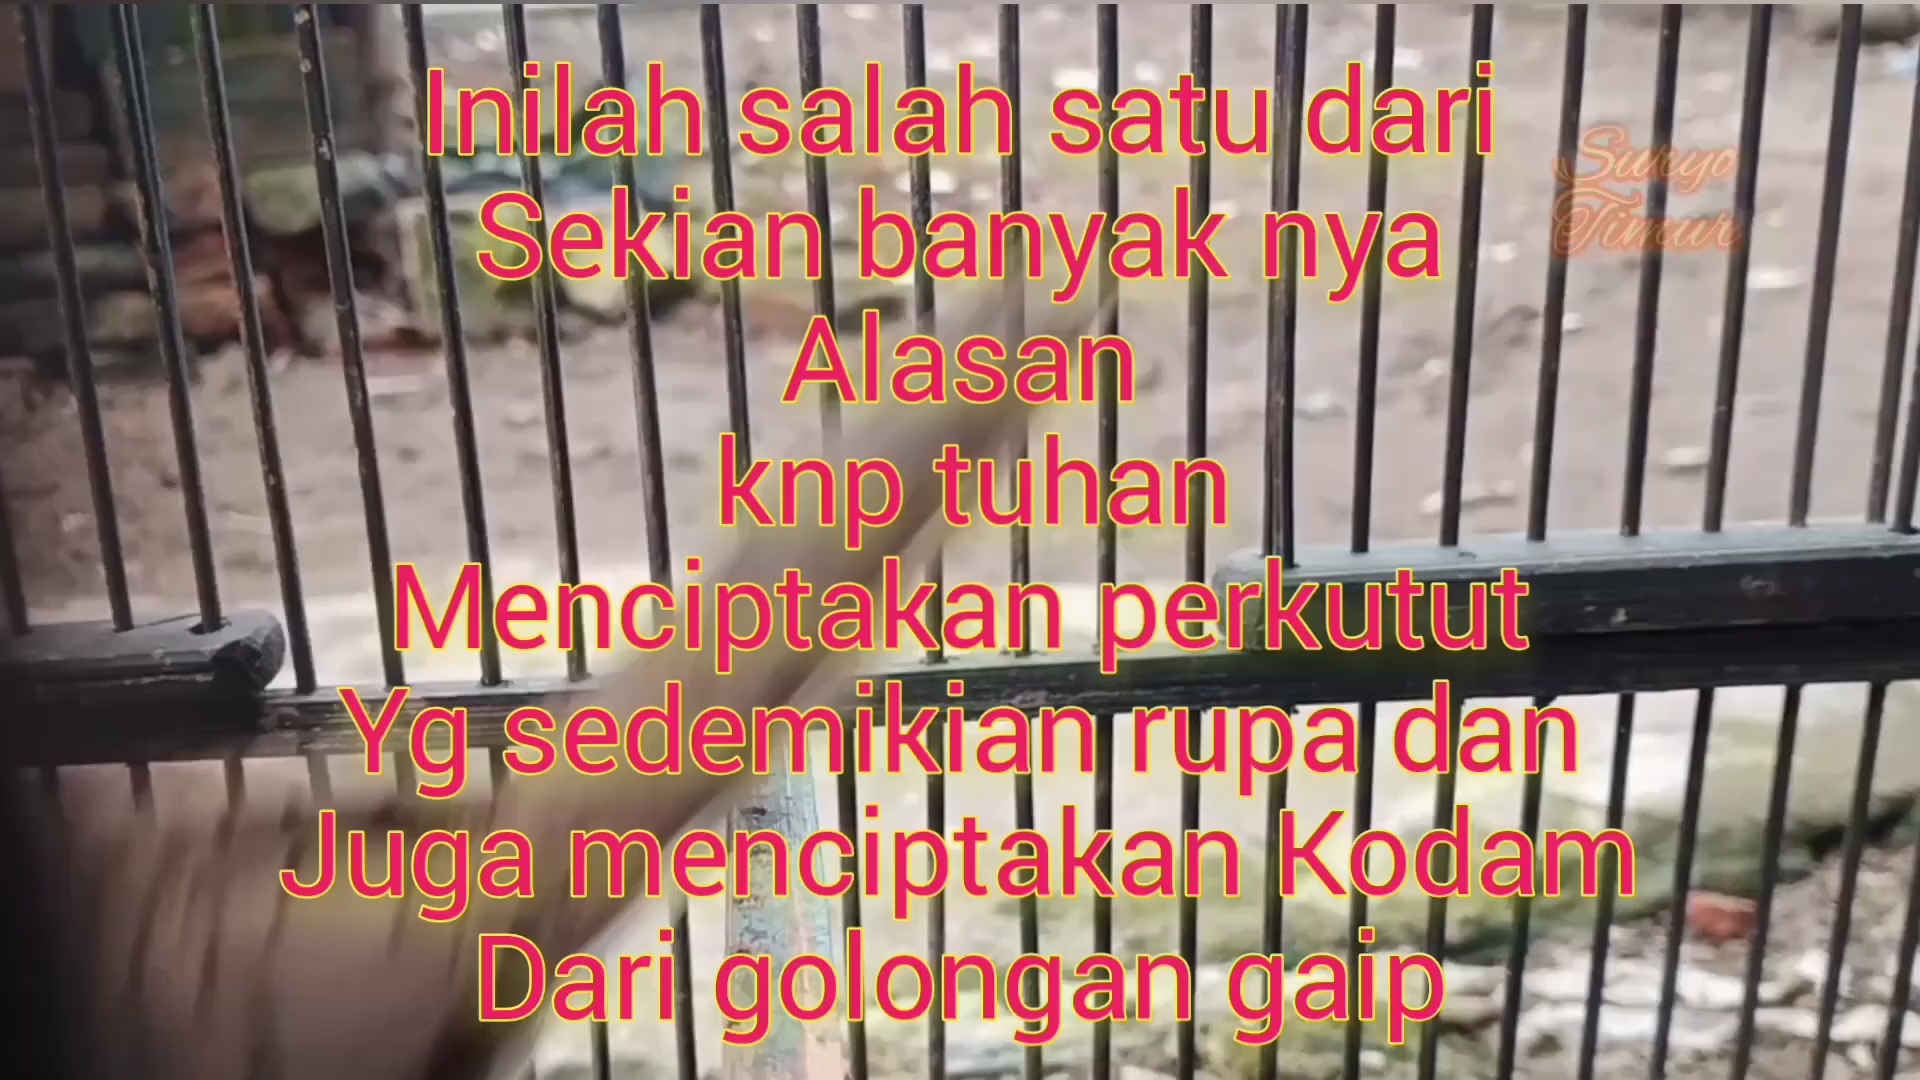 Inilah salah satu dari
Sekian banyak nya
Alasan
knp tuhan
Menciptakan perkutut
Yg sedemikian rupa dan
Juga menciptakan Kodam
Dari golongan gaip
Suryo
Timur